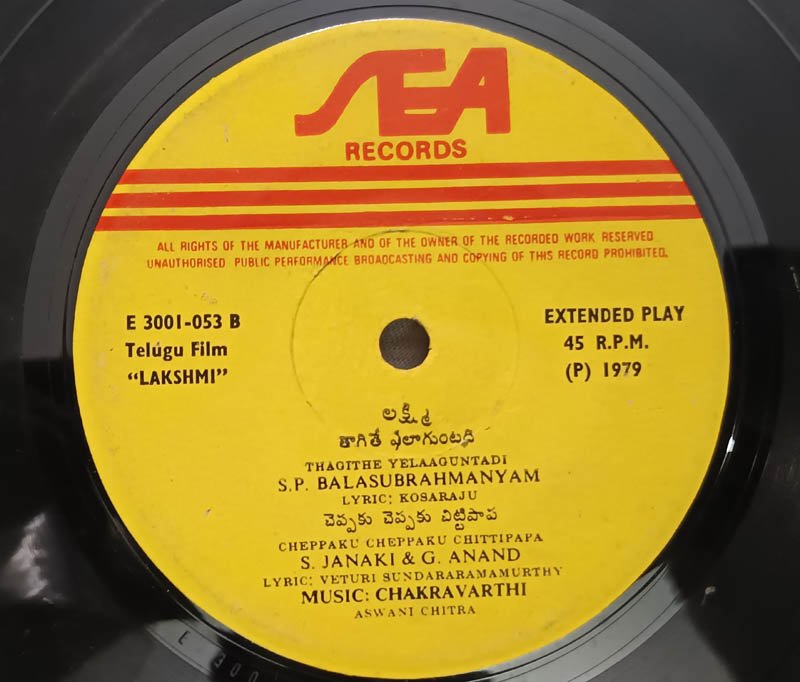 SEA
RECORDS
ALL RIGHTS OF THE MANUFACTURER AND OF THE OWNER OF THE RECORDED WORK RESERVED
UNAUTHORISED PUBLIC PERFORMANCE BROADCASTING AND COPYING OF THIS RECORD PROHIBITED.
E 3001-053 B
Telugu Film
“LAKSHMI”
EXTENDED PLAY
45 R.P.M.
(P) 1979
లక్ష్మి
తాగితే యేలాగుంటది
THAGITHE YELAAGUNTADI
S.P. BALASUBRAHMANYAM
LYRIC: KOSARAJU
చెప్పకు చెప్పకు చిట్టిపాప
CHEPPAKU CHEPPAKU CHITTIPAPA
S. JANAKI & G. ANAND
LYRIC: VETURI SUNDARARAMAMURTHY
MUSIC: CHAKRAVARTHI
ASWANI CHITRA
E 300